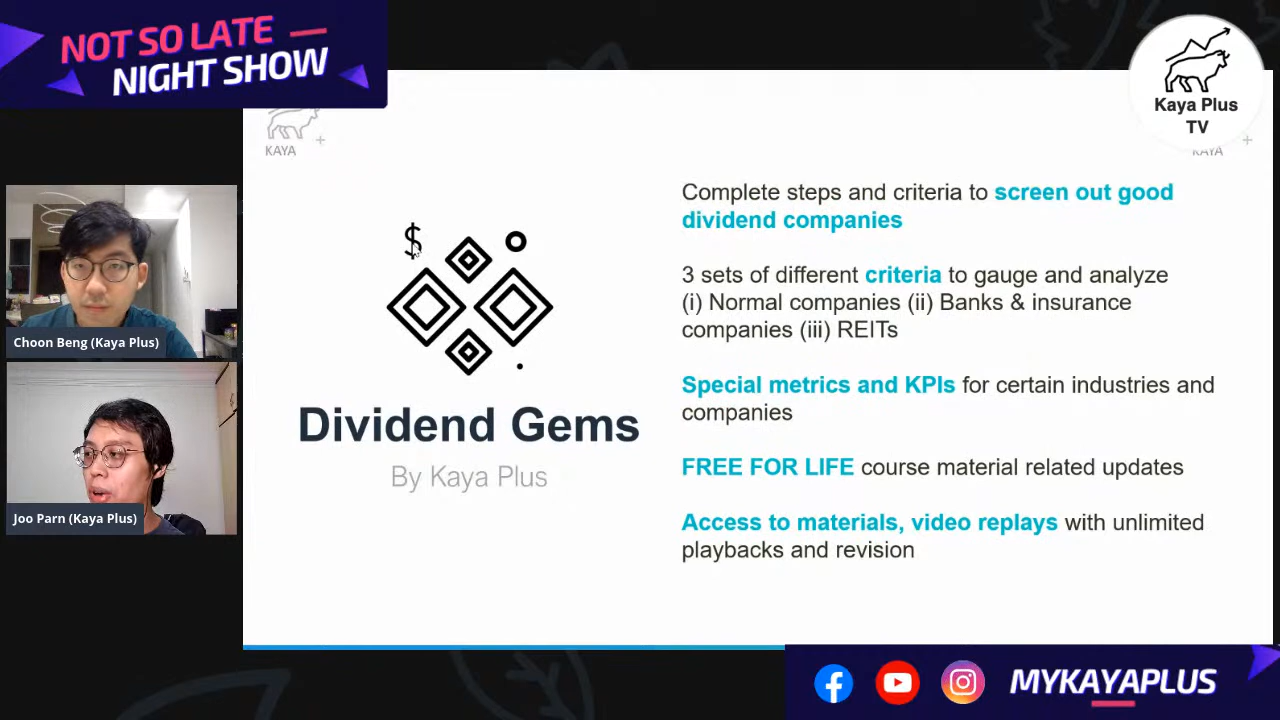 NOT SO LATE
NIGHT SHOW
Kaya Plus
TV
KAYA
KAYA
Choon Beng (Kaya Plus)
Joo Parn (Kaya Plus)
$
Dividend Gems
By Kaya Plus
Complete steps and criteria to screen out good
dividend companies
3 sets of different criteria to gauge and analyze
(i) Normal companies (ii) Banks & insurance
companies (iii) REITs
Special metrics and KPIs for certain industries and
companies
FREE FOR LIFE course material related updates
Access to materials, video replays with unlimited
playbacks and revision
MYKAYAPLUS